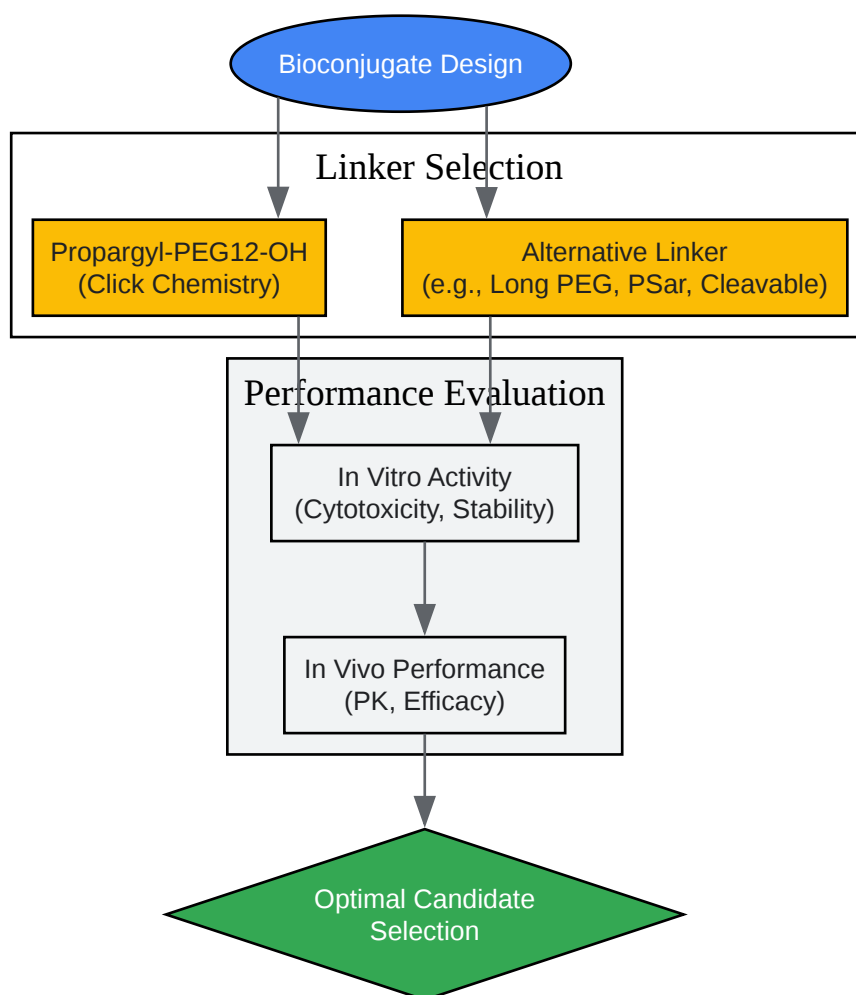 Bioconjugate Design
Linker Selection
Propargyl-PEG12-OH
(Click Chemistry)
Alternative Linker
(e.g., Long PEG, PSar, Cleavable)
Performance Evaluation
In Vitro Activity
(Cytotoxicity, Stability)
In Vivo Performance
(PK, Efficacy)
Optimal Candidate
Selection